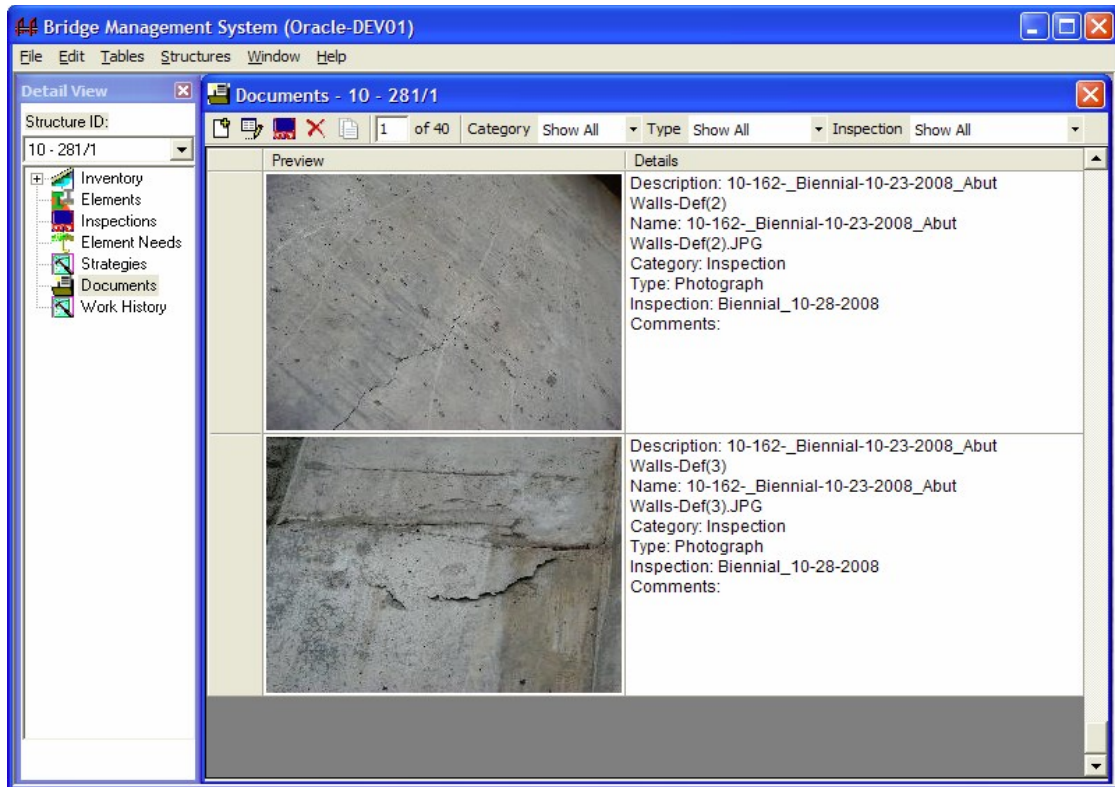 Bridge Management System (Oracle-DEV01)
File Edit Tables Structures Window Help
Detail View
Structure ID:
10 - 281/1
Inventory
Elements
Inspections
Element Needs
Strategies
Documents
Work History
Documents - 10 - 281/1
1 of 40 Category Show All Type Show All Inspection Show All
Preview Details
Description: 10-162-_Biennial-10-23-2008_Abut
Walls-Def(2)
Name: 10-162-_Biennial-10-23-2008_Abut
Walls-Def(2).JPG
Category: Inspection
Type: Photograph
Inspection: Biennial_10-28-2008
Comments:
Description: 10-162-_Biennial-10-23-2008_Abut
Walls-Def(3)
Name: 10-162-_Biennial-10-23-2008_Abut
Walls-Def(3).JPG
Category: Inspection
Type: Photograph
Inspection: Biennial_10-28-2008
Comments: